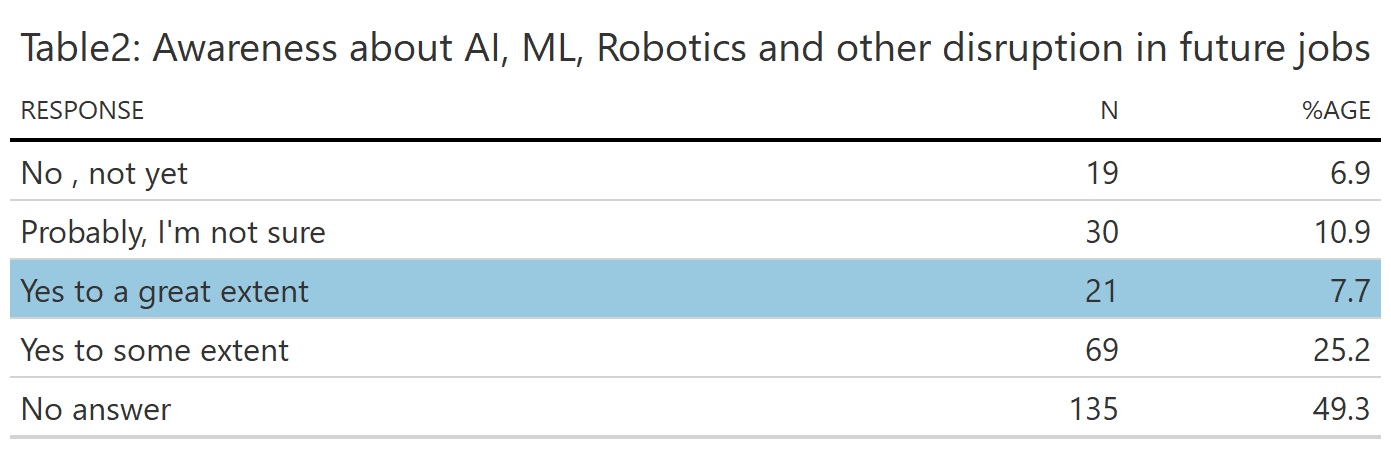 Table2: Awareness about AI, ML, Robotics and other disruption in future jobs
RESPONSE N %AGE
No , not yet 19 6.9
Probably, I'm not sure 30 10.9
Yes to a great extent 21 7.7
Yes to some extent 69 25.2
No answer 135 49.3